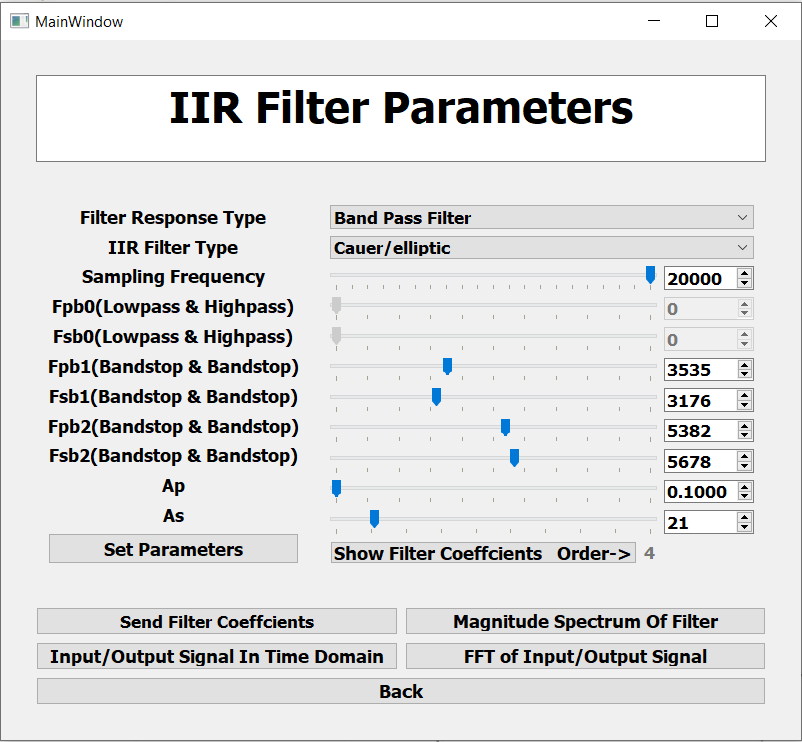 MainWindow
IIR Filter Parameters
Filter Response Type Band Pass Filter
IIR Filter Type Cauer/elliptic
Sampling Frequency 20000
Fpb0(Lowpass & Highpass) 0
Fsb0(Lowpass & Highpass) 0
Fpb1(Bandstop & Bandstop) 3535
Fsb1(Bandstop & Bandstop) 3176
Fpb2(Bandstop & Bandstop) 5382
Fsb2(Bandstop & Bandstop) 5678
Ap 0.1000
As 21
Set Parameters Show Filter Coeffcients Order-> 4
Send Filter Coeffcients Magnitude Spectrum Of Filter
Input/Output Signal In Time Domain FFT of Input/Output Signal
Back